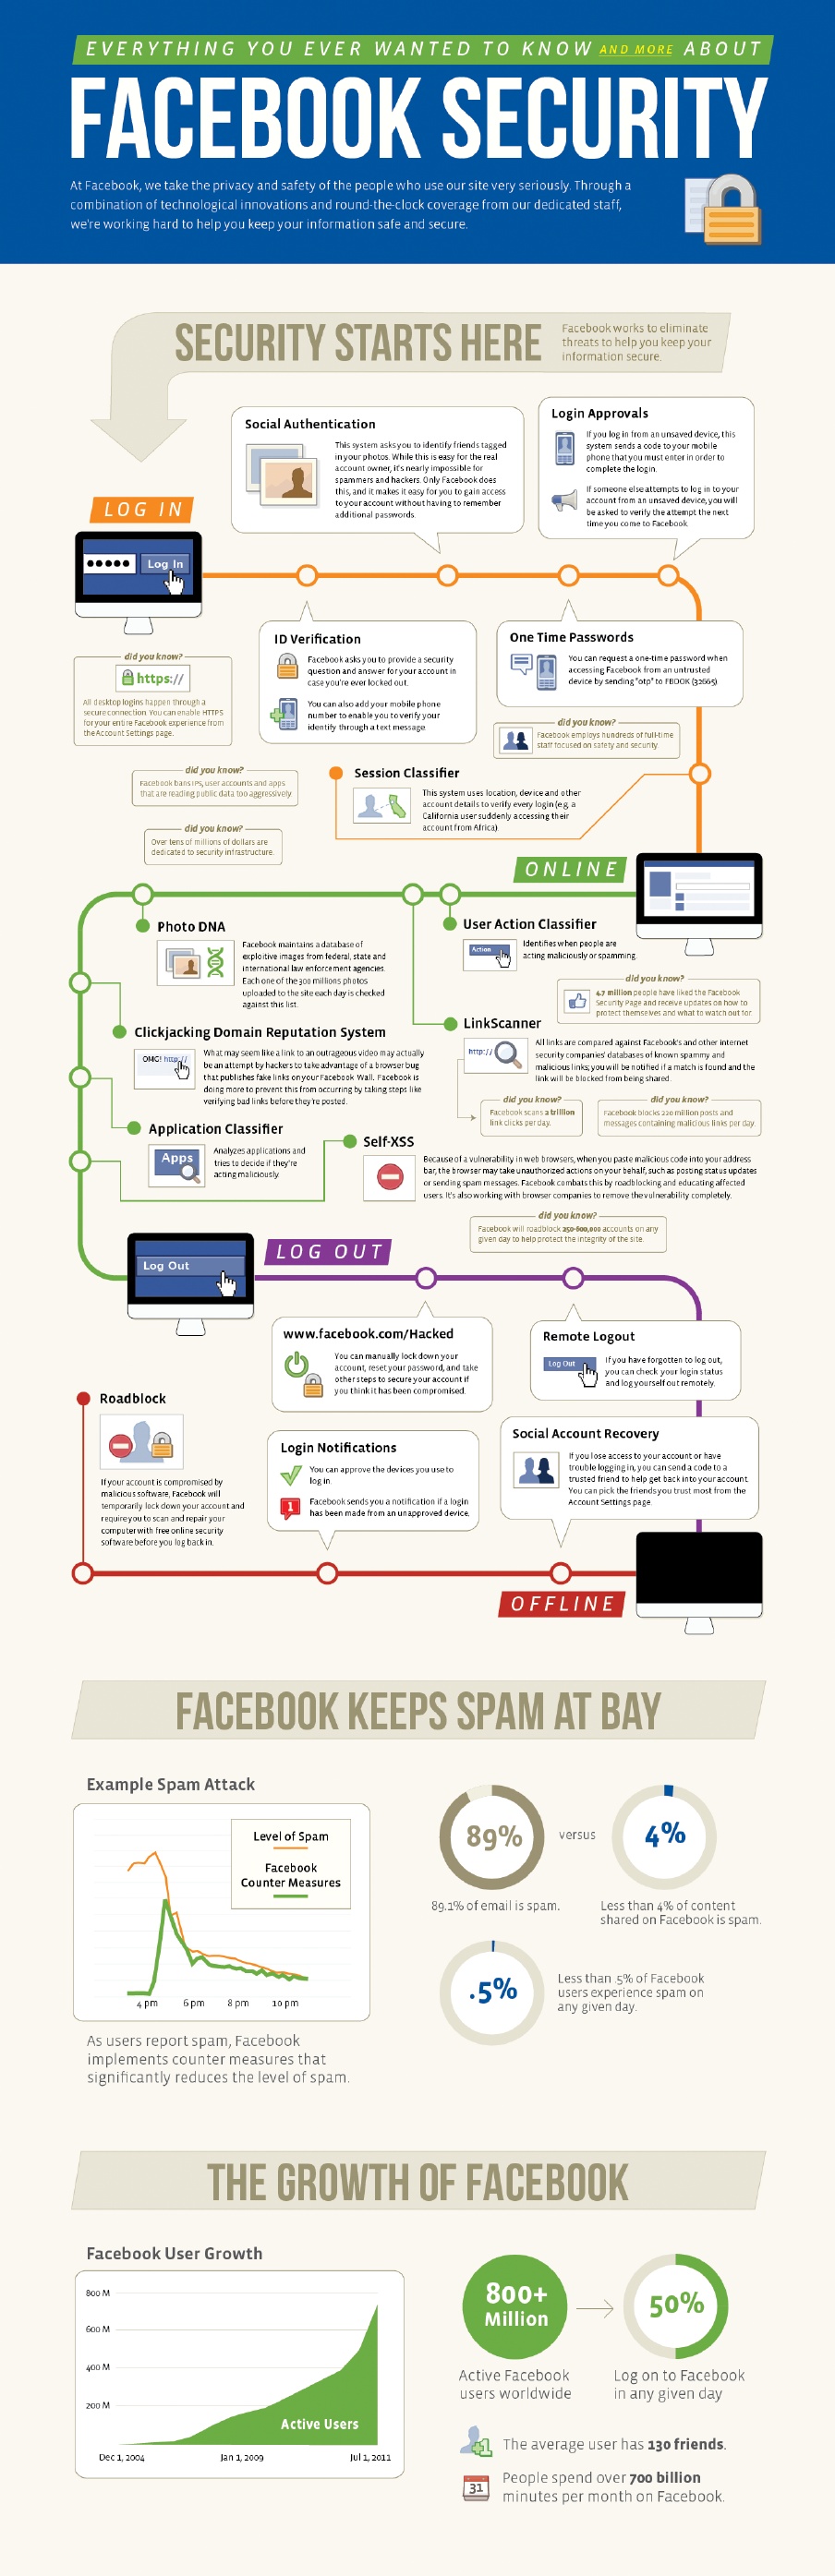 EVERYTHING YOU EVER WANTED TO KNOW AND MORE ABOUT
FACEBOOK SECURITY
At Facebook, we take the privacy and safety of the people who use our site very seriously. Through a
combination of technological innovations and round-the-clock coverage from our dedicated staff,
we're working hard to help you keep your information safe and secure.
SECURITY STARTS HERE
Facebook works to eliminate
threats to help you keep your
information secure.
Social Authentication
This system asks you to identify friends tagged
in your photos. While this is easy for the real
account owner, it's nearly impossible for
spammers and hackers. Only Facebook does
this, and it makes it easy for you to gain access
to your account without having to remember
additional passwords.
Login Approvals
If you log in from an unsaved device, this
system sends a code to your mobile
phone that you must enter in order to
complete the login.
If someone else attempts to log in to your
account from an unsaved device, you will
be asked to verify the attempt the next
time you come to Facebook.
LOG IN
Log In
ID Verification
Facebook asks you to provide a security
question and answer for your account in
case you're ever locked out.
You can also add your mobile phone
number to enable you to verify your
identify through a text message.
One Time Passwords
You can request a one-time password when
accessing Facebook from an untrusted
device by sending "otp" to FBOOK (32665)
did you know?
https://
All desktop logins happen through a
secure connection. You can enable HTTPS
for your entire Facebook experience from
the Account Settings page.
did you know?
Facebook employs hundreds of full-time
staff focused on safety and security.
did you know?
Facebook bans IPs, user accounts and apps
that are reading public data too aggressively.
Session Classifier
This system uses location, device and other
account details to verify every login (e.g. a
California user suddenly accessing their
account from Africa).
did you know?
Over tens of millions of dollars are
dedicated to security infrastructure.
ONLINE
Photo DNA
Facebook maintains a database of
exploitive images from federal, state and
international law enforcement agencies.
Each one of the 300 millions photos
uploaded to the site each day is checked
against this list.
User Action Classifier
Action
Identifies when people are
acting maliciously or spamming.
did you know?
4.7 million people have liked the Facebook
Security Page and receive updates on how to
protect themselves and what to watch out for.
Clickjacking Domain Reputation System
OMG! http://
What may seem like a link to an outrageous video may actually
be an attempt by hackers to take advantage of a browser bug
that publishes fake links on your Facebook Wall. Facebook is
doing more to prevent this from occurring by taking steps like
verifying bad links before they're posted.
LinkScanner
http://
All links are compared against Facebook's and other internet
security companies' databases of known spammy and
malicious links; you will be notified if a match is found and the
link will be blocked from being shared.
did you know?
Facebook scans 2 trillion
link clicks per day.
did you know?
Facebook blocks 220 million posts and
messages containing malicious links per day.
Application Classifier
Apps
Analyzes applications and
tries to decide if they're
acting maliciously.
Self-XSS
Because of a vulnerability in web browsers, when you paste malicious code into your address
bar, the browser may take unauthorized actions on your behalf, such as posting status updates
or sending spam messages. Facebook combats this by roadblocking and educating affected
users. It's also working with browser companies to remove the vulnerability completely.
did you know?
Facebook will roadblock 250-600,000 accounts on any
given day to help protect the integrity of the site.
LOG OUT
Log Out
www.facebook.com/Hacked
You can manually lock down your
account, reset your password, and take
other steps to secure your account if
you think it has been compromised.
Remote Logout
Log Out
If you have forgotten to log out,
you can check your login status
and log yourself out remotely.
Roadblock
If your account is compromised by
malicious software, Facebook will
temporarily lock down your account and
require you to scan and repair your
computer with free online security
software before you log back in.
Login Notifications
You can approve the devices you use to
log in.
1
Facebook sends you a notification if a login
has been made from an unapproved device.
Social Account Recovery
If you lose access to your account or have
trouble logging in, you can send a code to a
trusted friend to help get back into your account.
You can pick the friends you trust most from the
Account Settings page.
OFFLINE
FACEBOOK KEEPS SPAM AT BAY
Example Spam Attack
Level of Spam
Facebook
Counter Measures
4 pm 6 pm 8 pm 10 pm
As users report spam, Facebook
implements counter measures that
significantly reduces the level of spam.
89%
versus
4%
89.1% of email is spam.
Less than 4% of content
shared on Facebook is spam.
.5%
Less than .5% of Facebook
users experience spam on
any given day.
THE GROWTH OF FACEBOOK
Facebook User Growth
800 M
600 M
400 M
200 M
Active Users
Dec 1, 2004 Jan 1, 2009 Jul 1, 2011
800+
Million
50%
Active Facebook
users worldwide
Log on to Facebook
in any given day
+1
The average user has 130 friends.
31
People spend over 700 billion
minutes per month on Facebook.